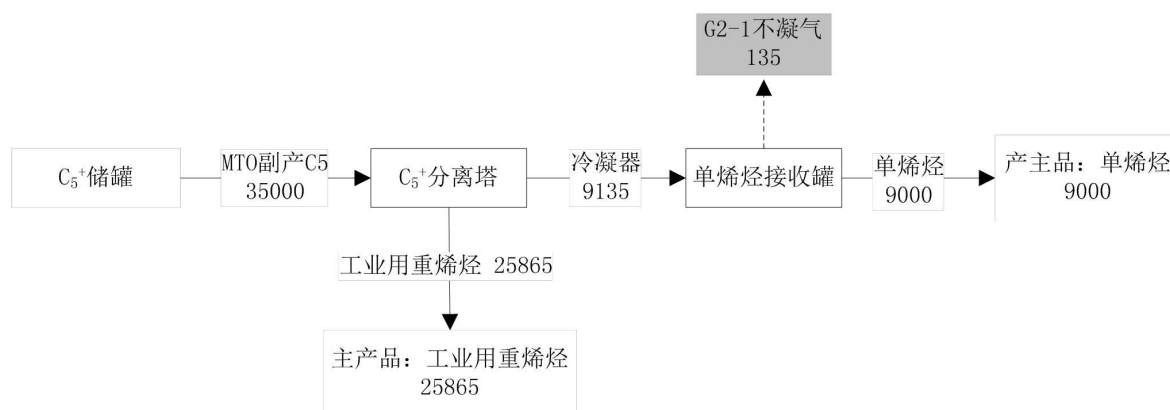 G2-1不凝气
135
C₅⁺储罐
MTO副产C5
35000
C₅⁺分离塔
冷凝器
9135
单烯烃接收罐
单烯烃
9000
产主品：单烯烃
9000
工业用重烯烃 25865
主产品：工业用重烯烃
25865